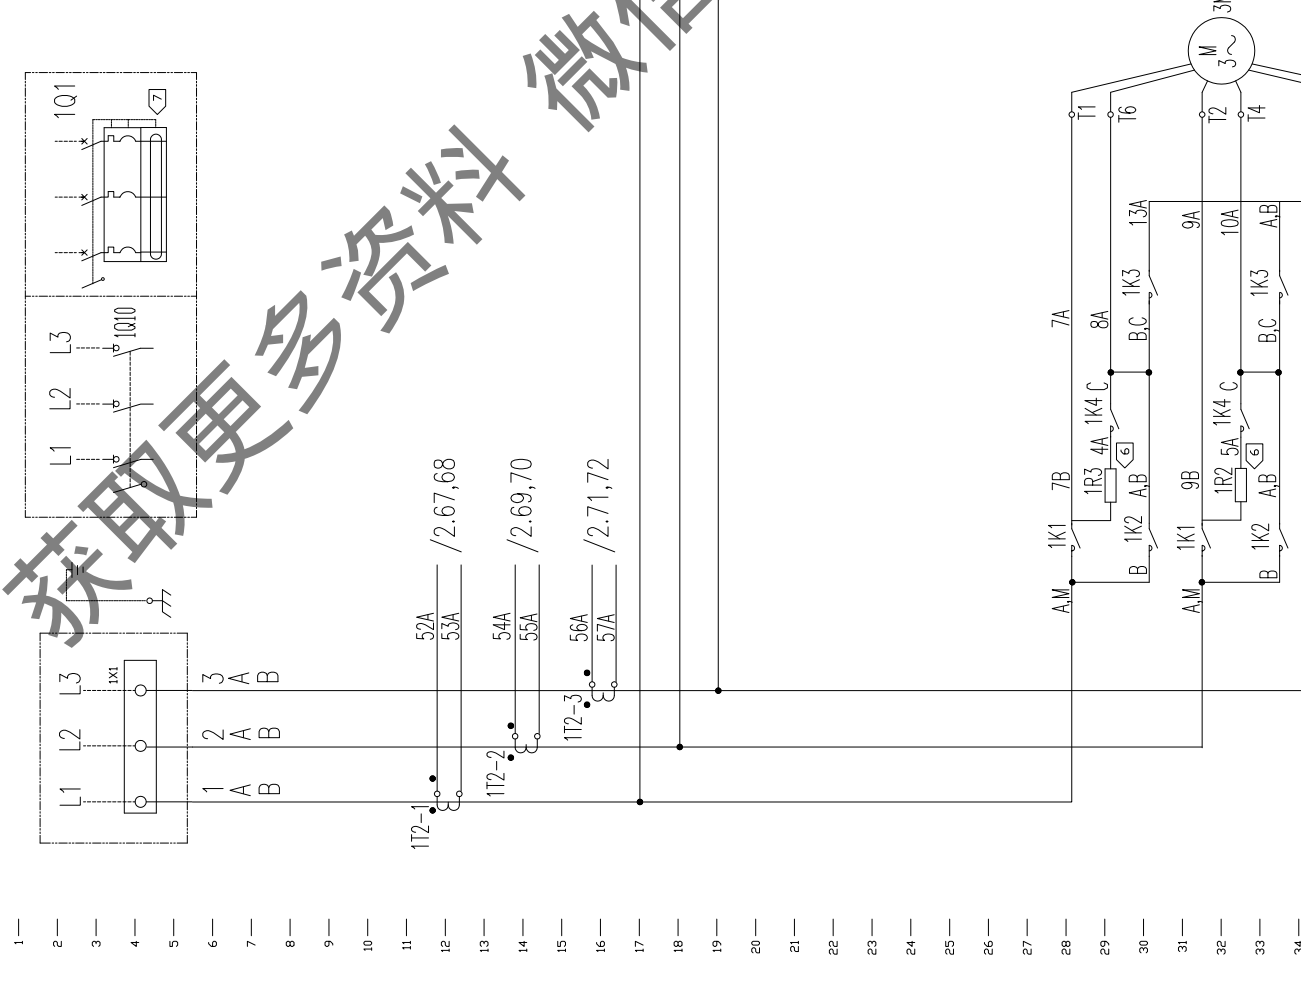 获取更多资料 微信
1Q1
7
L3
L2
L1
1Q10
L3
L2
L1
1X1
3 A B
2 A B
1 A B
52A
53A
/2.67,68
54A
55A
/2.69,70
56A
57A
/2.71,72
1T2-1
1T2-2
1T2-3
M
3~
T1
T6
T2
T4
7A
8A
13A
9A
10A
A,B
1K3
1K3
B,C
B,C
1K4 C
1K4 C
7B
1R3 4A
6
A,B
9B
1R2 5A
6
A,B
1K1
1K2
1K1
1K2
B
B
A,M
A,M
1
2
3
4
5
6
7
8
9
10
11
12
13
14
15
16
17
18
19
20
21
22
23
24
25
26
27
28
29
30
31
32
33
34